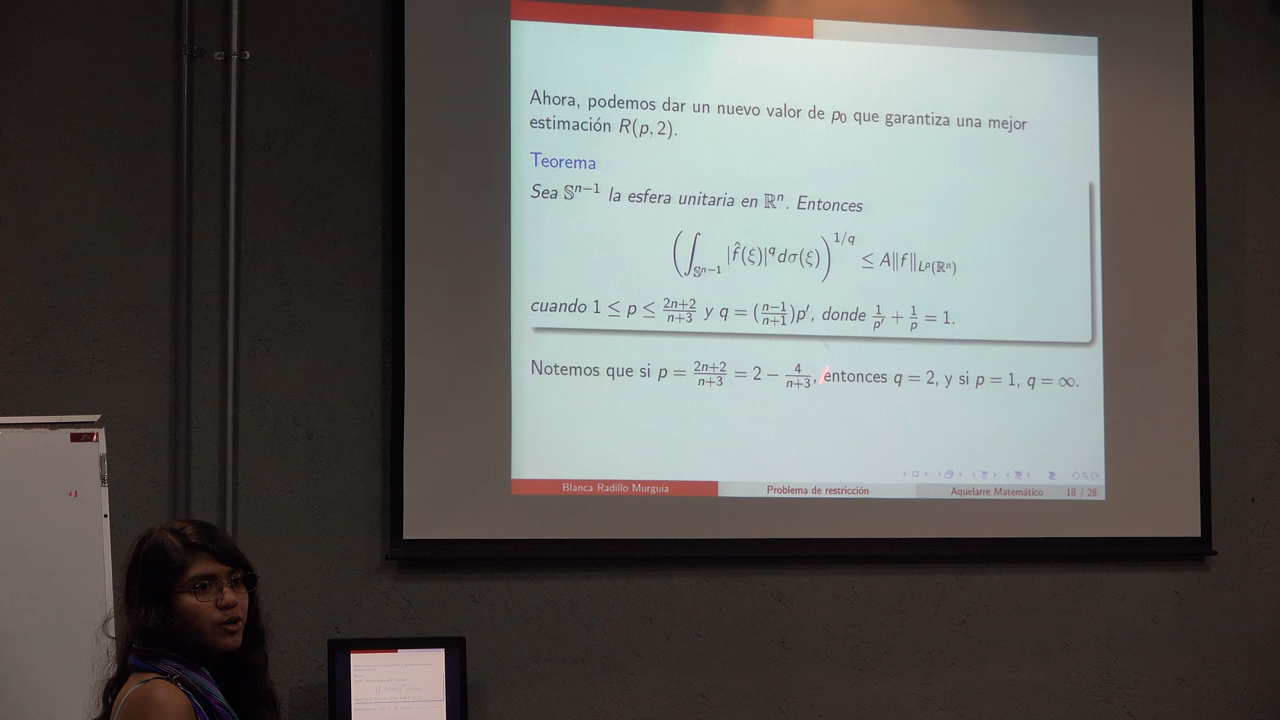 Ahora, podemos dar un nuevo valor de p₀ que garantiza una mejor
estimación R(p, 2).
Teorema
Sea 𝕊ⁿ⁻¹ la esfera unitaria en ℝⁿ. Entonces
(∫_{𝕊ⁿ⁻¹} |f̂(ξ)|^q dσ(ξ))^{1/q} ≤ A‖f‖_{L^p(ℝⁿ)}
cuando 1 ≤ p ≤ (2n+2)/(n+3) y q = ((n−1)/(n+1))p′, donde 1/p′ + 1/p = 1.
Notemos que si p = (2n+2)/(n+3) = 2 − 4/(n+3), entonces q = 2, y si p = 1, q = ∞.
Blanca Radillo Murguía Problema de restricción Aquelarre Matemático 18 / 28